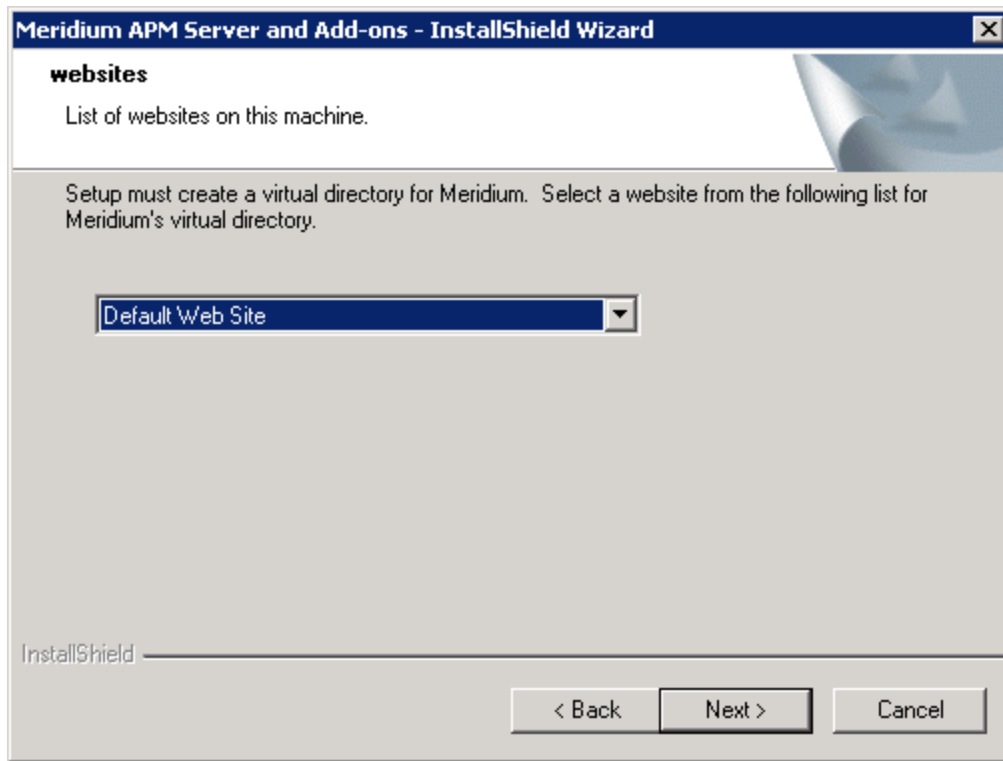 Meridium APM Server and Add-ons - InstallShield Wizard
websites
List of websites on this machine.
Setup must create a virtual directory for Meridium. Select a website from the following list for
Meridium's virtual directory.
Default Web Site
InstallShield
< Back Next > Cancel